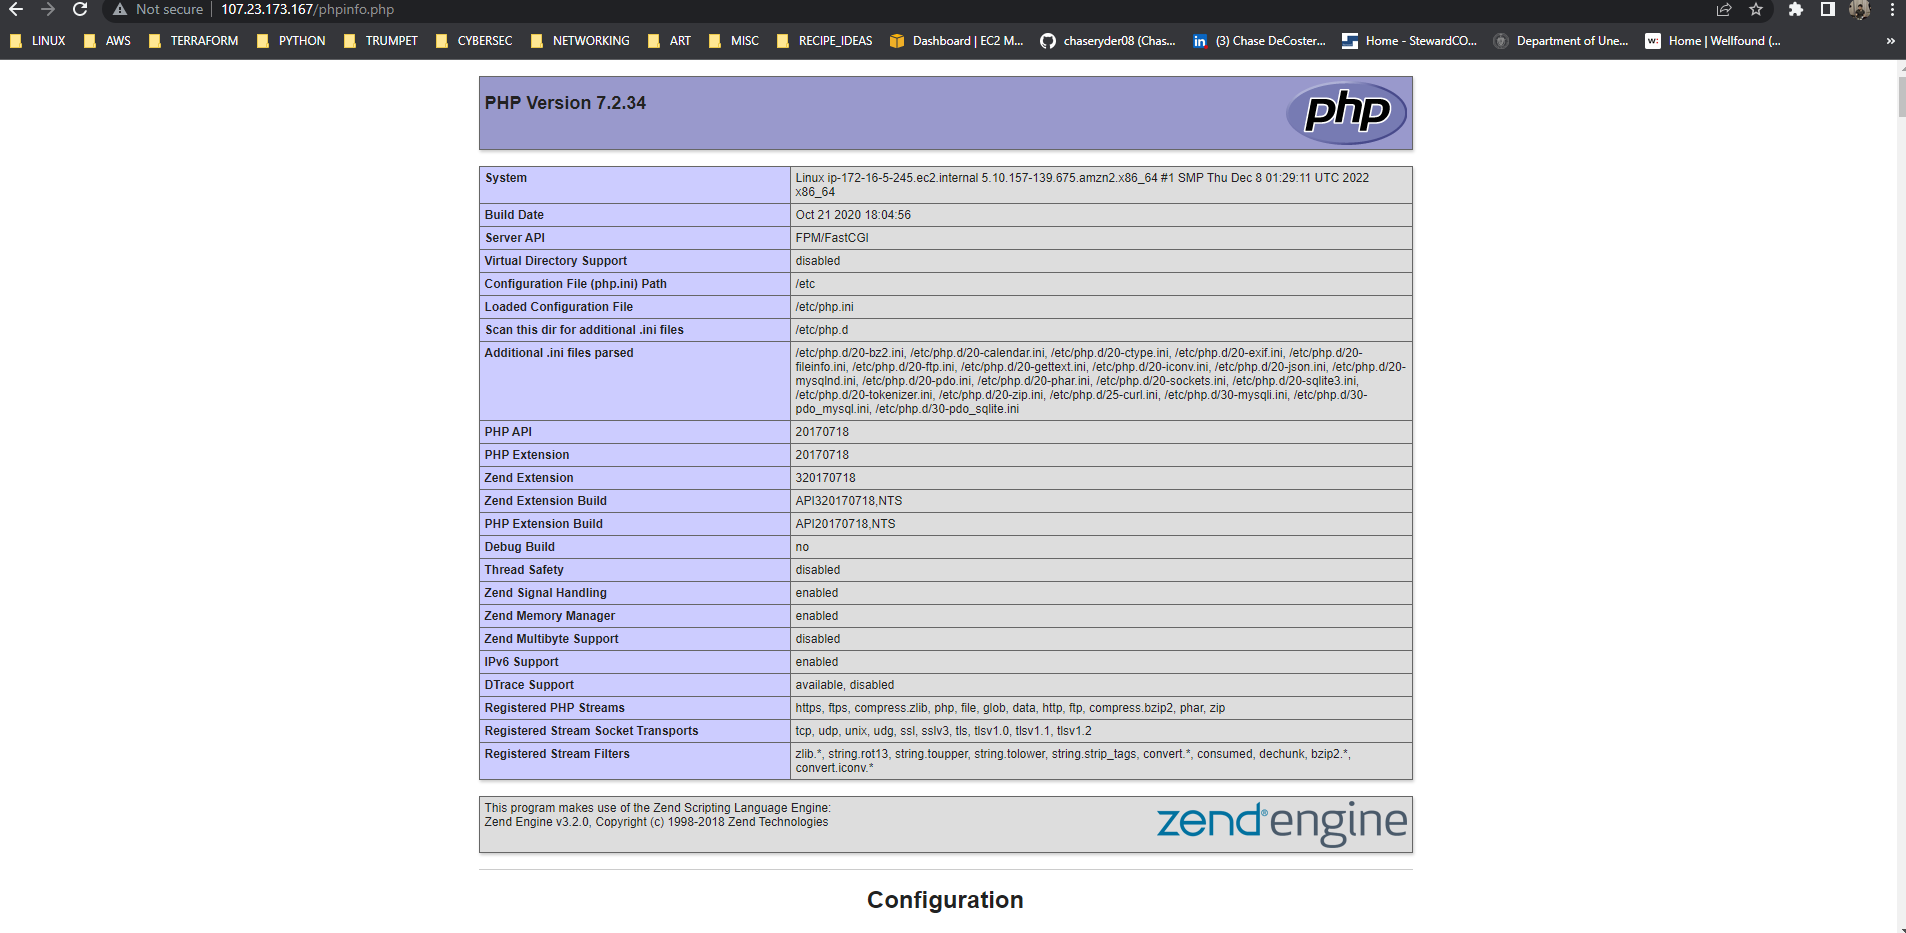 Not secure | 107.23.173.167/phpinfo.php
LINUX AWS TERRAFORM PYTHON TRUMPET CYBERSEC NETWORKING ART MISC RECIPE_IDEAS Dashboard | EC2 M... chaseryder08 (Chas... (3) Chase DeCoster... Home - StewardCO... Department of Une... Home | Wellfound (... »
PHP Version 7.2.34
php
System Linux ip-172-16-5-245.ec2.internal 5.10.157-139.675.amzn2.x86_64 #1 SMP Thu Dec 8 01:29:11 UTC 2022
x86_64
Build Date Oct 21 2020 18:04:56
Server API FPM/FastCGI
Virtual Directory Support disabled
Configuration File (php.ini) Path /etc
Loaded Configuration File /etc/php.ini
Scan this dir for additional .ini files /etc/php.d
Additional .ini files parsed /etc/php.d/20-bz2.ini, /etc/php.d/20-calendar.ini, /etc/php.d/20-ctype.ini, /etc/php.d/20-exif.ini, /etc/php.d/20-
fileinfo.ini, /etc/php.d/20-ftp.ini, /etc/php.d/20-gettext.ini, /etc/php.d/20-iconv.ini, /etc/php.d/20-json.ini, /etc/php.d/20-
mysqlnd.ini, /etc/php.d/20-pdo.ini, /etc/php.d/20-phar.ini, /etc/php.d/20-sockets.ini, /etc/php.d/20-sqlite3.ini,
/etc/php.d/20-tokenizer.ini, /etc/php.d/20-zip.ini, /etc/php.d/25-curl.ini, /etc/php.d/30-mysqli.ini, /etc/php.d/30-
pdo_mysql.ini, /etc/php.d/30-pdo_sqlite.ini
PHP API 20170718
PHP Extension 20170718
Zend Extension 320170718
Zend Extension Build API320170718,NTS
PHP Extension Build API20170718,NTS
Debug Build no
Thread Safety disabled
Zend Signal Handling enabled
Zend Memory Manager enabled
Zend Multibyte Support disabled
IPv6 Support enabled
DTrace Support available, disabled
Registered PHP Streams https, ftps, compress.zlib, php, file, glob, data, http, ftp, compress.bzip2, phar, zip
Registered Stream Socket Transports tcp, udp, unix, udg, ssl, sslv3, tls, tlsv1.0, tlsv1.1, tlsv1.2
Registered Stream Filters zlib.*, string.rot13, string.toupper, string.tolower, string.strip_tags, convert.*, consumed, dechunk, bzip2.*,
convert.iconv.*
This program makes use of the Zend Scripting Language Engine:
Zend Engine v3.2.0, Copyright (c) 1998-2018 Zend Technologies
zend® engine
Configuration